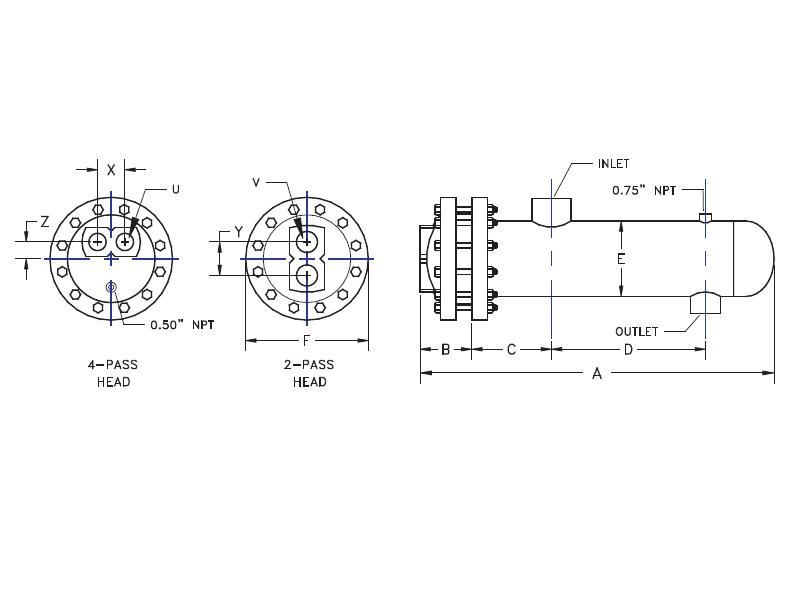 X
U
Z
0.50" NPT
4-PASS
HEAD
V
Y
F
2-PASS
HEAD
INLET
0.75" NPT
E
OUTLET
B
C
D
A